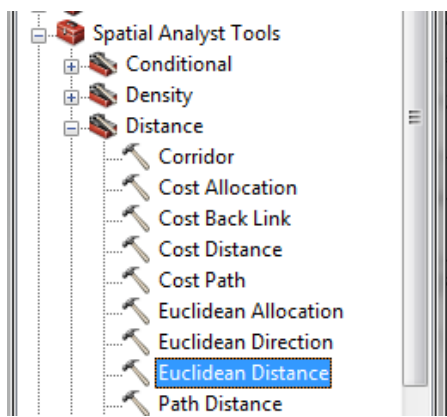 Spatial Analyst Tools
Conditional
Density
Distance
Corridor
Cost Allocation
Cost Back Link
Cost Distance
Cost Path
Euclidean Allocation
Euclidean Direction
Euclidean Distance
Path Distance